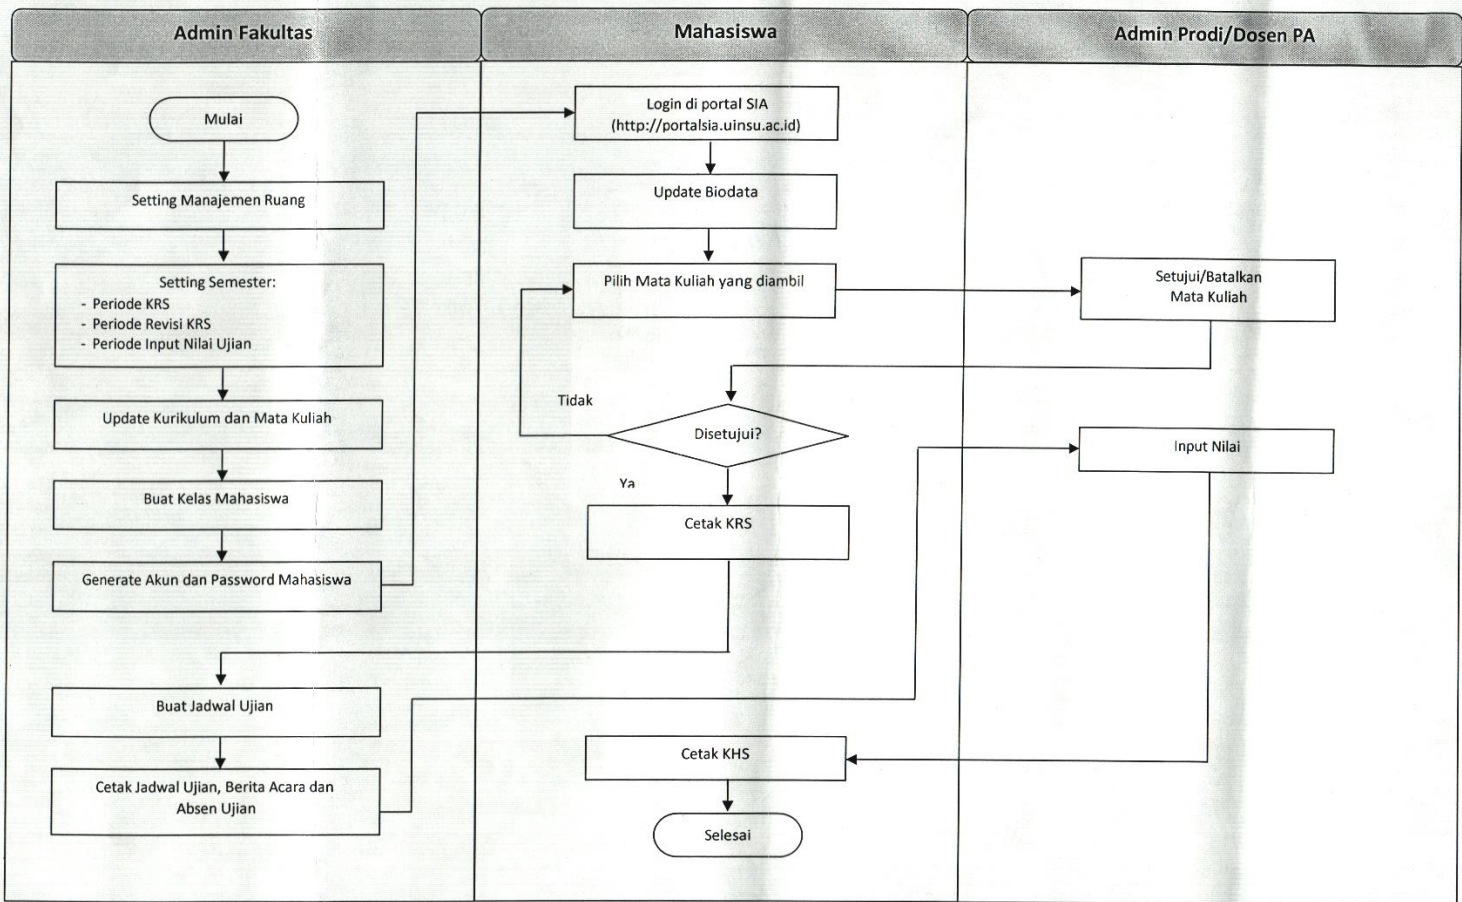 Admin Fakultas
Mahasiswa
Admin Prodi/Dosen PA
Mulai
Setting Manajemen Ruang
Setting Semester:
- Periode KRS
- Periode Revisi KRS
- Periode Input Nilai Ujian
Update Kurikulum dan Mata Kuliah
Buat Kelas Mahasiswa
Generate Akun dan Password Mahasiswa
Login di portal SIA
(http://portalsia.uinsu.ac.id)
Update Biodata
Pilih Mata Kuliah yang diambil
Setujui/Batalkan
Mata Kuliah
Tidak
Disetujui?
Ya
Cetak KRS
Buat Jadwal Ujian
Cetak Jadwal Ujian, Berita Acara dan
Absen Ujian
Input Nilai
Cetak KHS
Selesai